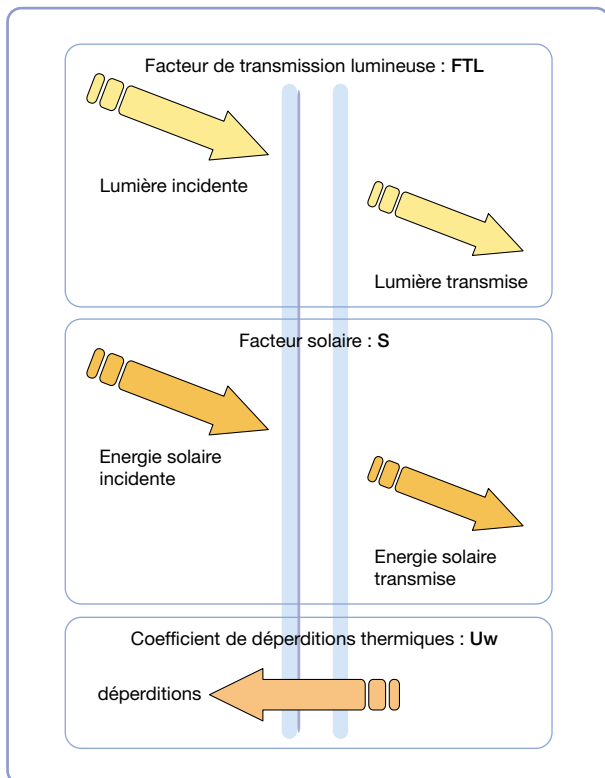 Facteur de transmission lumineuse : FTL
Lumière incidente
Lumière transmise
Facteur solaire : S
Energie solaire
incidente
Energie solaire
transmise
Coefficient de déperditions thermiques : Uw
déperditions